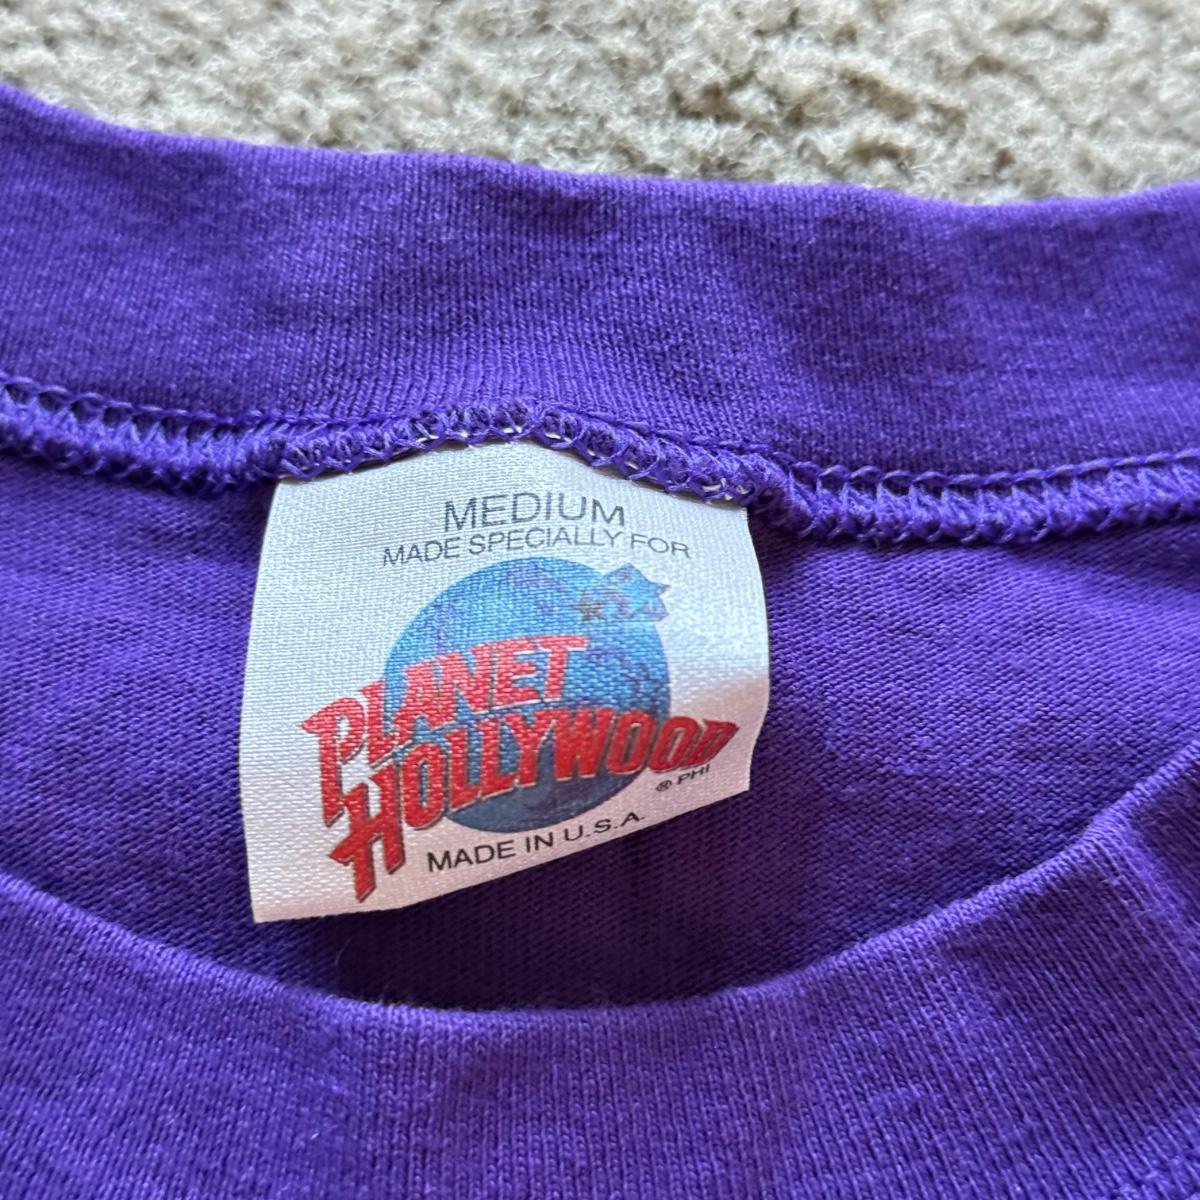 MEDIUM
MADE SPECIALLY FOR
PLANET
HOLLYWOOD
® PHI
MADE IN U.S.A.